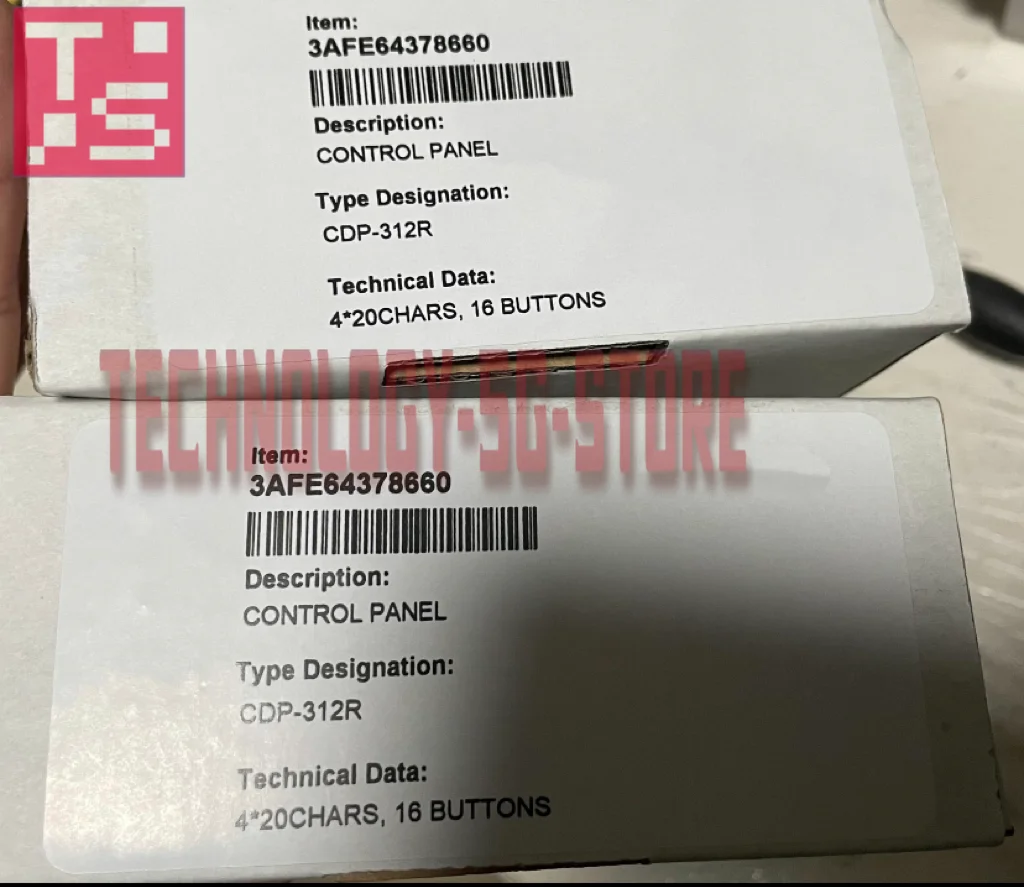 T S
Item:
3AFE64378660
Description:
CONTROL PANEL
Type Designation:
CDP-312R
Technical Data:
4*20CHARS, 16 BUTTONS
TECHNOLOGY.SG.STORE
Item:
3AFE64378660
Description:
CONTROL PANEL
Type Designation:
CDP-312R
Technical Data:
4*20CHARS, 16 BUTTONS